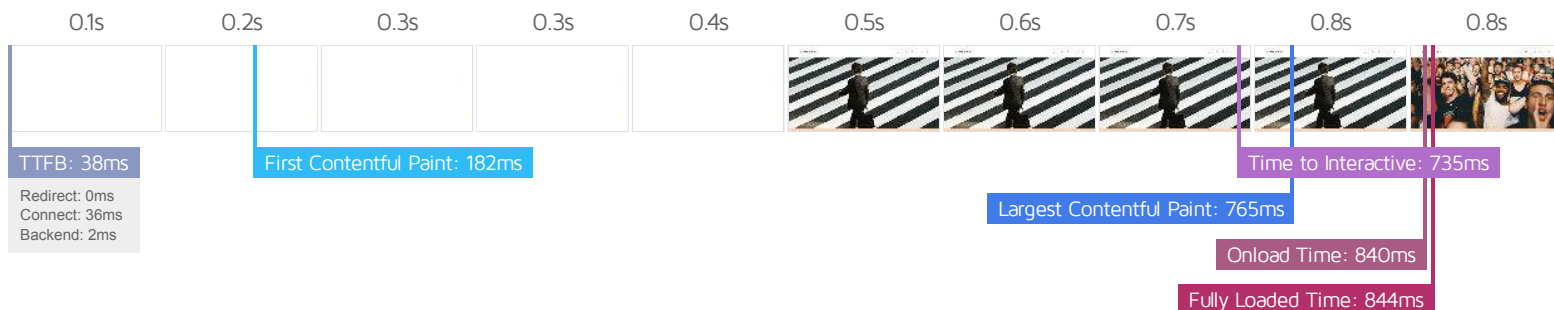 0.1s 0.2s 0.3s 0.3s 0.4s 0.5s 0.6s 0.7s 0.8s 0.8s
TTFB: 38ms
First Contentful Paint: 182ms
Time to Interactive: 735ms
Redirect: 0ms
Connect: 36ms
Backend: 2ms
Largest Contentful Paint: 765ms
Onload Time: 840ms
Fully Loaded Time: 844ms